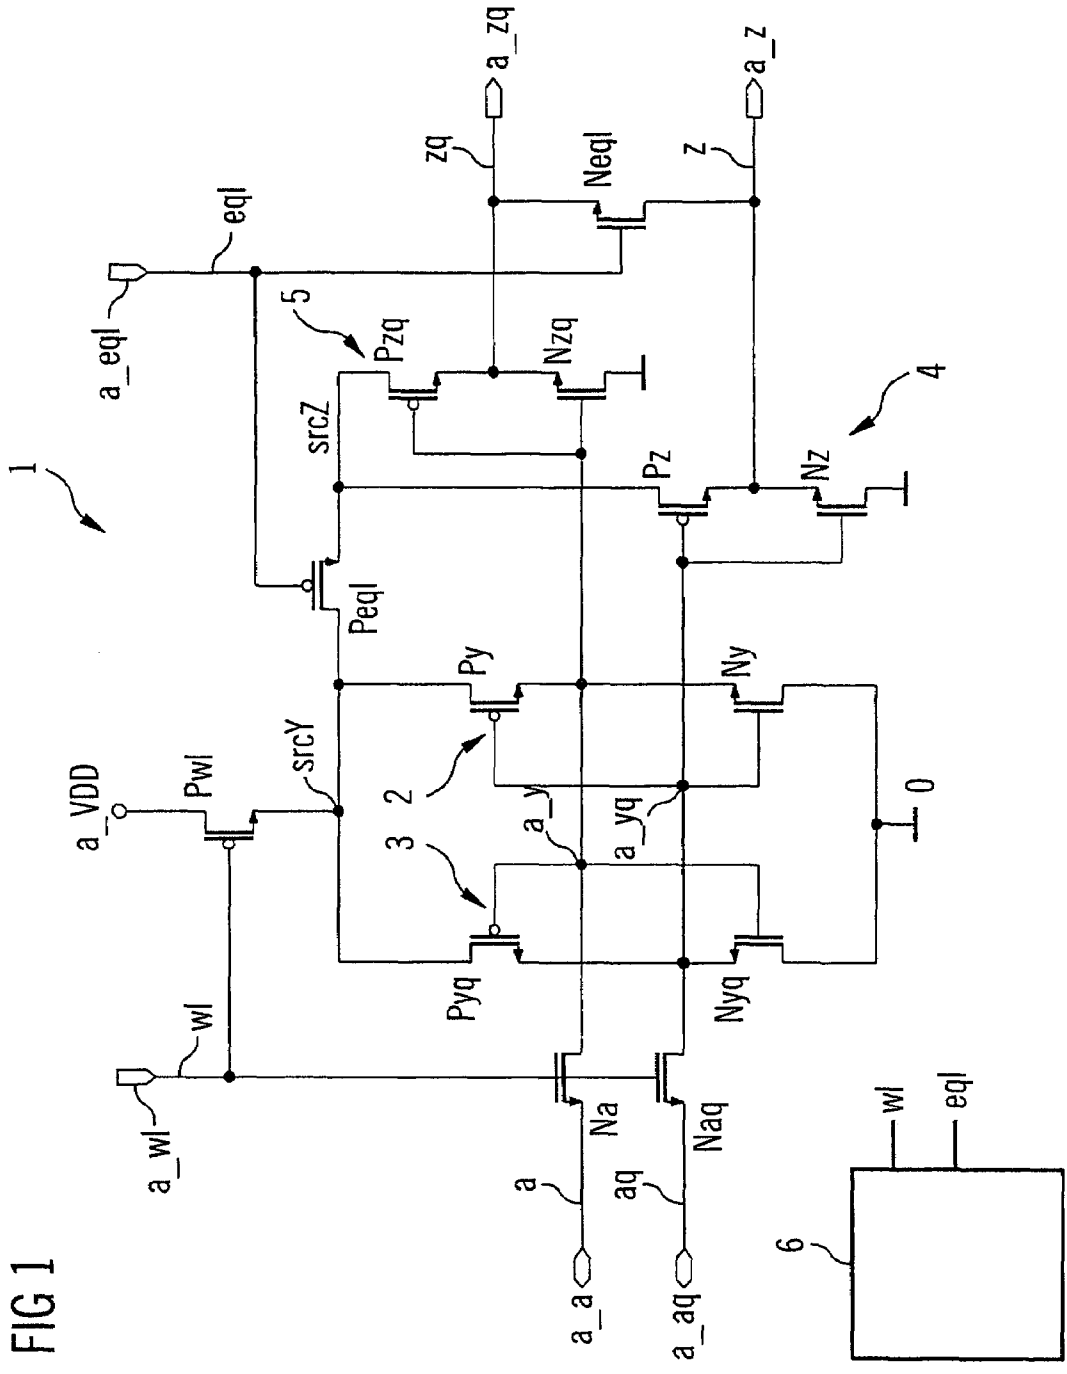 FIG 1
1
a_VDD
a_wl
wl
Pwl
srcY
Peql
srcZ
a_eql
eql
5
Pzq
Nzq
zq
a_zq
Neql
z
a_z
Pyq
3
2
Py
a_y
a_yq
Pz
Nz
4
Nyq
Ny
0
a_a
a
Na
a_aq
aq
Naq
6
wl
eql